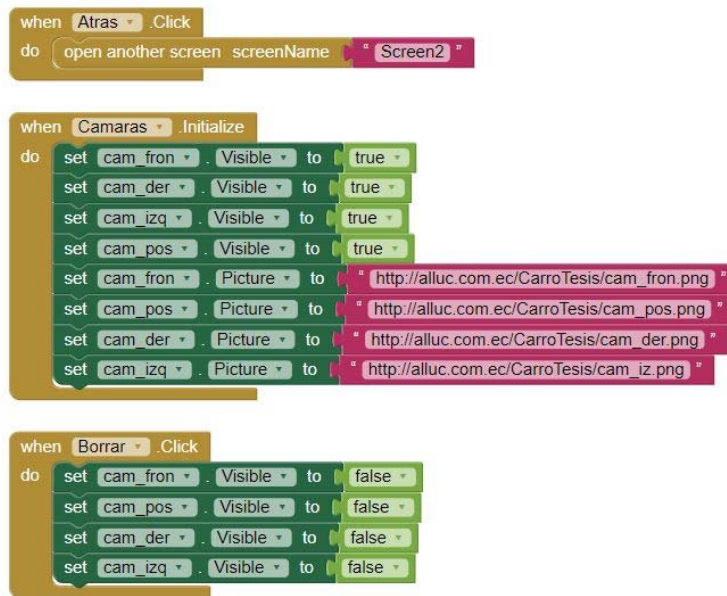 when Atras .Click
do open another screen screenName " Screen2 "
when Camaras .Initialize
do set cam_fron . Visible to true
set cam_der . Visible to true
set cam_izq . Visible to true
set cam_pos . Visible to true
set cam_fron . Picture to " http://alluc.com.ec/CarroTesis/cam_fron.png "
set cam_pos . Picture to " http://alluc.com.ec/CarroTesis/cam_pos.png "
set cam_der . Picture to " http://alluc.com.ec/CarroTesis/cam_der.png "
set cam_izq . Picture to " http://alluc.com.ec/CarroTesis/cam_iz.png "
when Borrar .Click
do set cam_fron . Visible to false
set cam_pos . Visible to false
set cam_der . Visible to false
set cam_izq . Visible to false